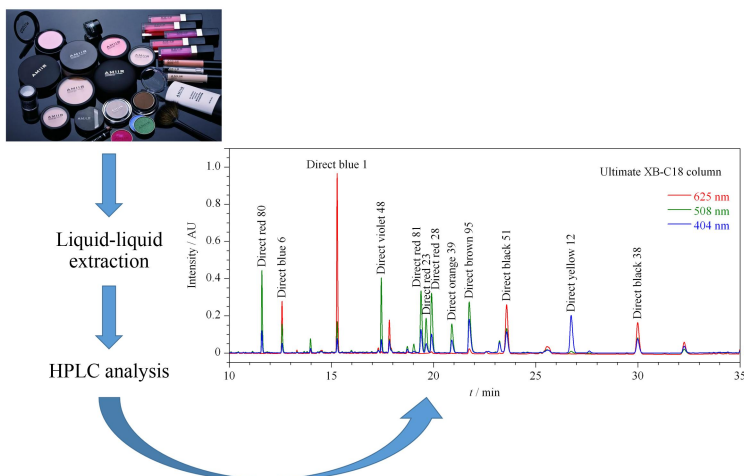 AMIIS
Liquid-liquid
extraction
HPLC analysis
Ultimate XB-C18 column
625 nm
508 nm
404 nm
Direct red 80
Direct blue 6
Direct blue 1
Direct violet 48
Direct red 81
Direct red 23
Direct red 28
Direct orange 39
Direct brown 95
Direct black 51
Direct yellow 12
Direct black 38
Intensity / AU
1.0
0.8
0.6
0.4
0.2
0
10
15
20
25
30
35
t / min